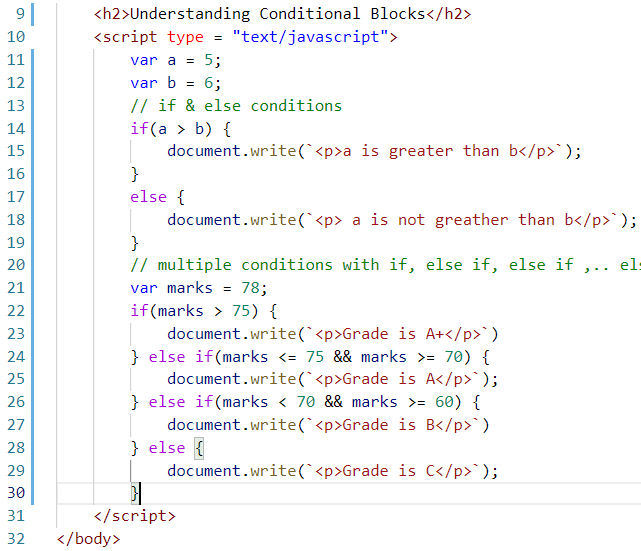 9 <h2>Understanding Conditional Blocks</h2>
10 <script type = "text/javascript">
11 var a = 5;
12 var b = 6;
13 // if & else conditions
14 if(a > b) {
15 document.write(`<p>a is greater than b</p>`);
16 }
17 else {
18 document.write(`<p> a is not greather than b</p>`);
19 }
20 // multiple conditions with if, else if, else if ,.. els
21 var marks = 78;
22 if(marks > 75) {
23 document.write(`<p>Grade is A+</p>`)
24 } else if(marks <= 75 && marks >= 70) {
25 document.write(`<p>Grade is A</p>`);
26 } else if(marks < 70 && marks >= 60) {
27 document.write(`<p>Grade is B</p>`)
28 } else {
29 document.write(`<p>Grade is C</p>`);
30 }
31 </script>
32 </body>